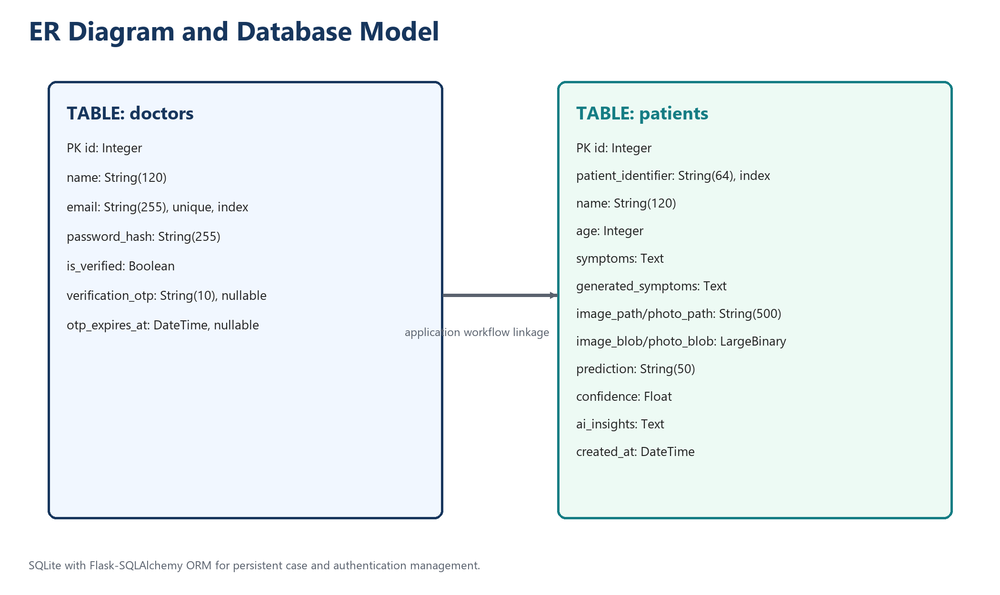 ER Diagram and Database Model
TABLE: doctors
PK id: Integer
name: String(120)
email: String(255), unique, index
password_hash: String(255)
is_verified: Boolean
verification_otp: String(10), nullable
otp_expires_at: DateTime, nullable
application workflow linkage
TABLE: patients
PK id: Integer
patient_identifier: String(64), index
name: String(120)
age: Integer
symptoms: Text
generated_symptoms: Text
image_path/photo_path: String(500)
image_blob/photo_blob: LargeBinary
prediction: String(50)
confidence: Float
ai_insights: Text
created_at: DateTime
SQLite with Flask-SQLAlchemy ORM for persistent case and authentication management.